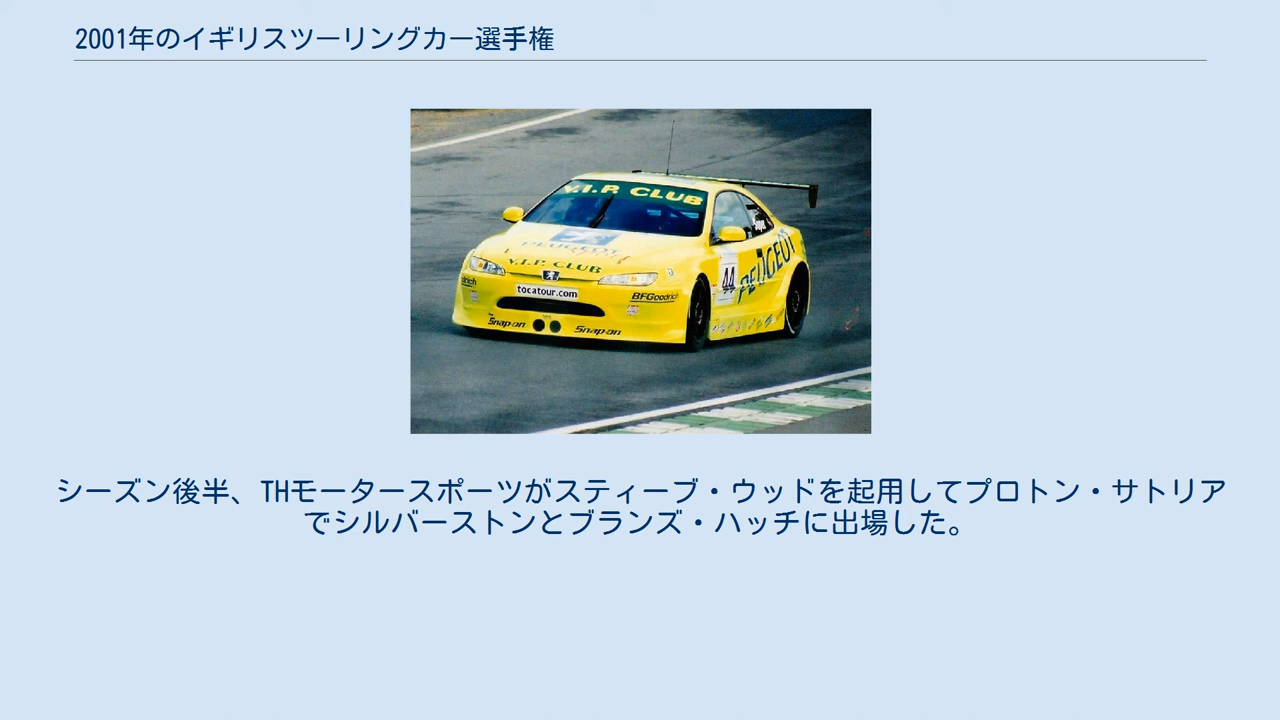 2001年のイギリスツーリングカー選手権
V.I.P. CLUB
PEUGEOT
V.I.P. CLUB
tocatour.com
BFGoodrich
Snap-on
Snap-on
44
PEUGEOT
シーズン後半、THモータースポーツがスティーブ・ウッドを起用してプロトン・サトリア
でシルバーストンとブランズ・ハッチに出場した。